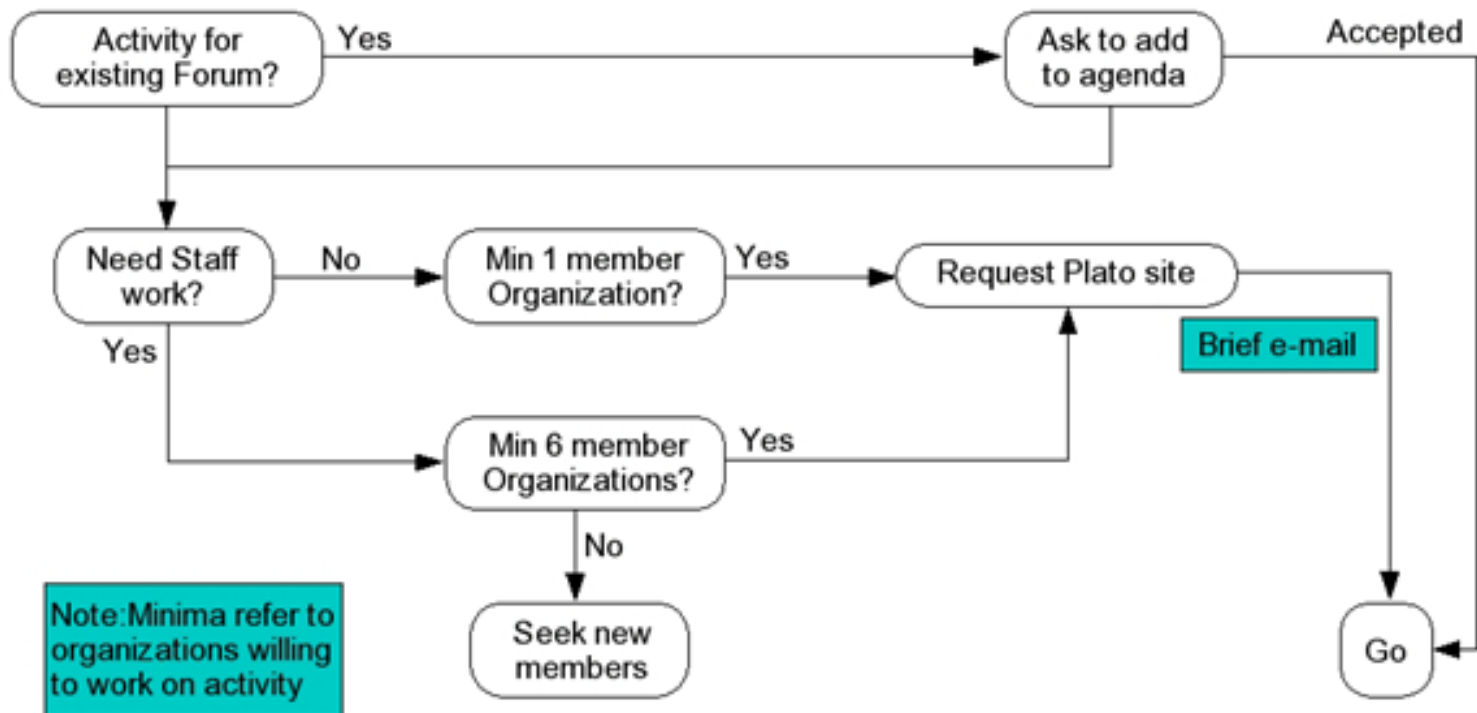 Activity for
existing Forum?
Yes
Ask to add
to agenda
Accepted
Need Staff
work?
No
Min 1 member
Organization?
Yes
Request Plato site
Yes
Brief e-mail
Min 6 member
Organizations?
Yes
No
Note:Minima refer to
organizations willing
to work on activity
Seek new
members
Go